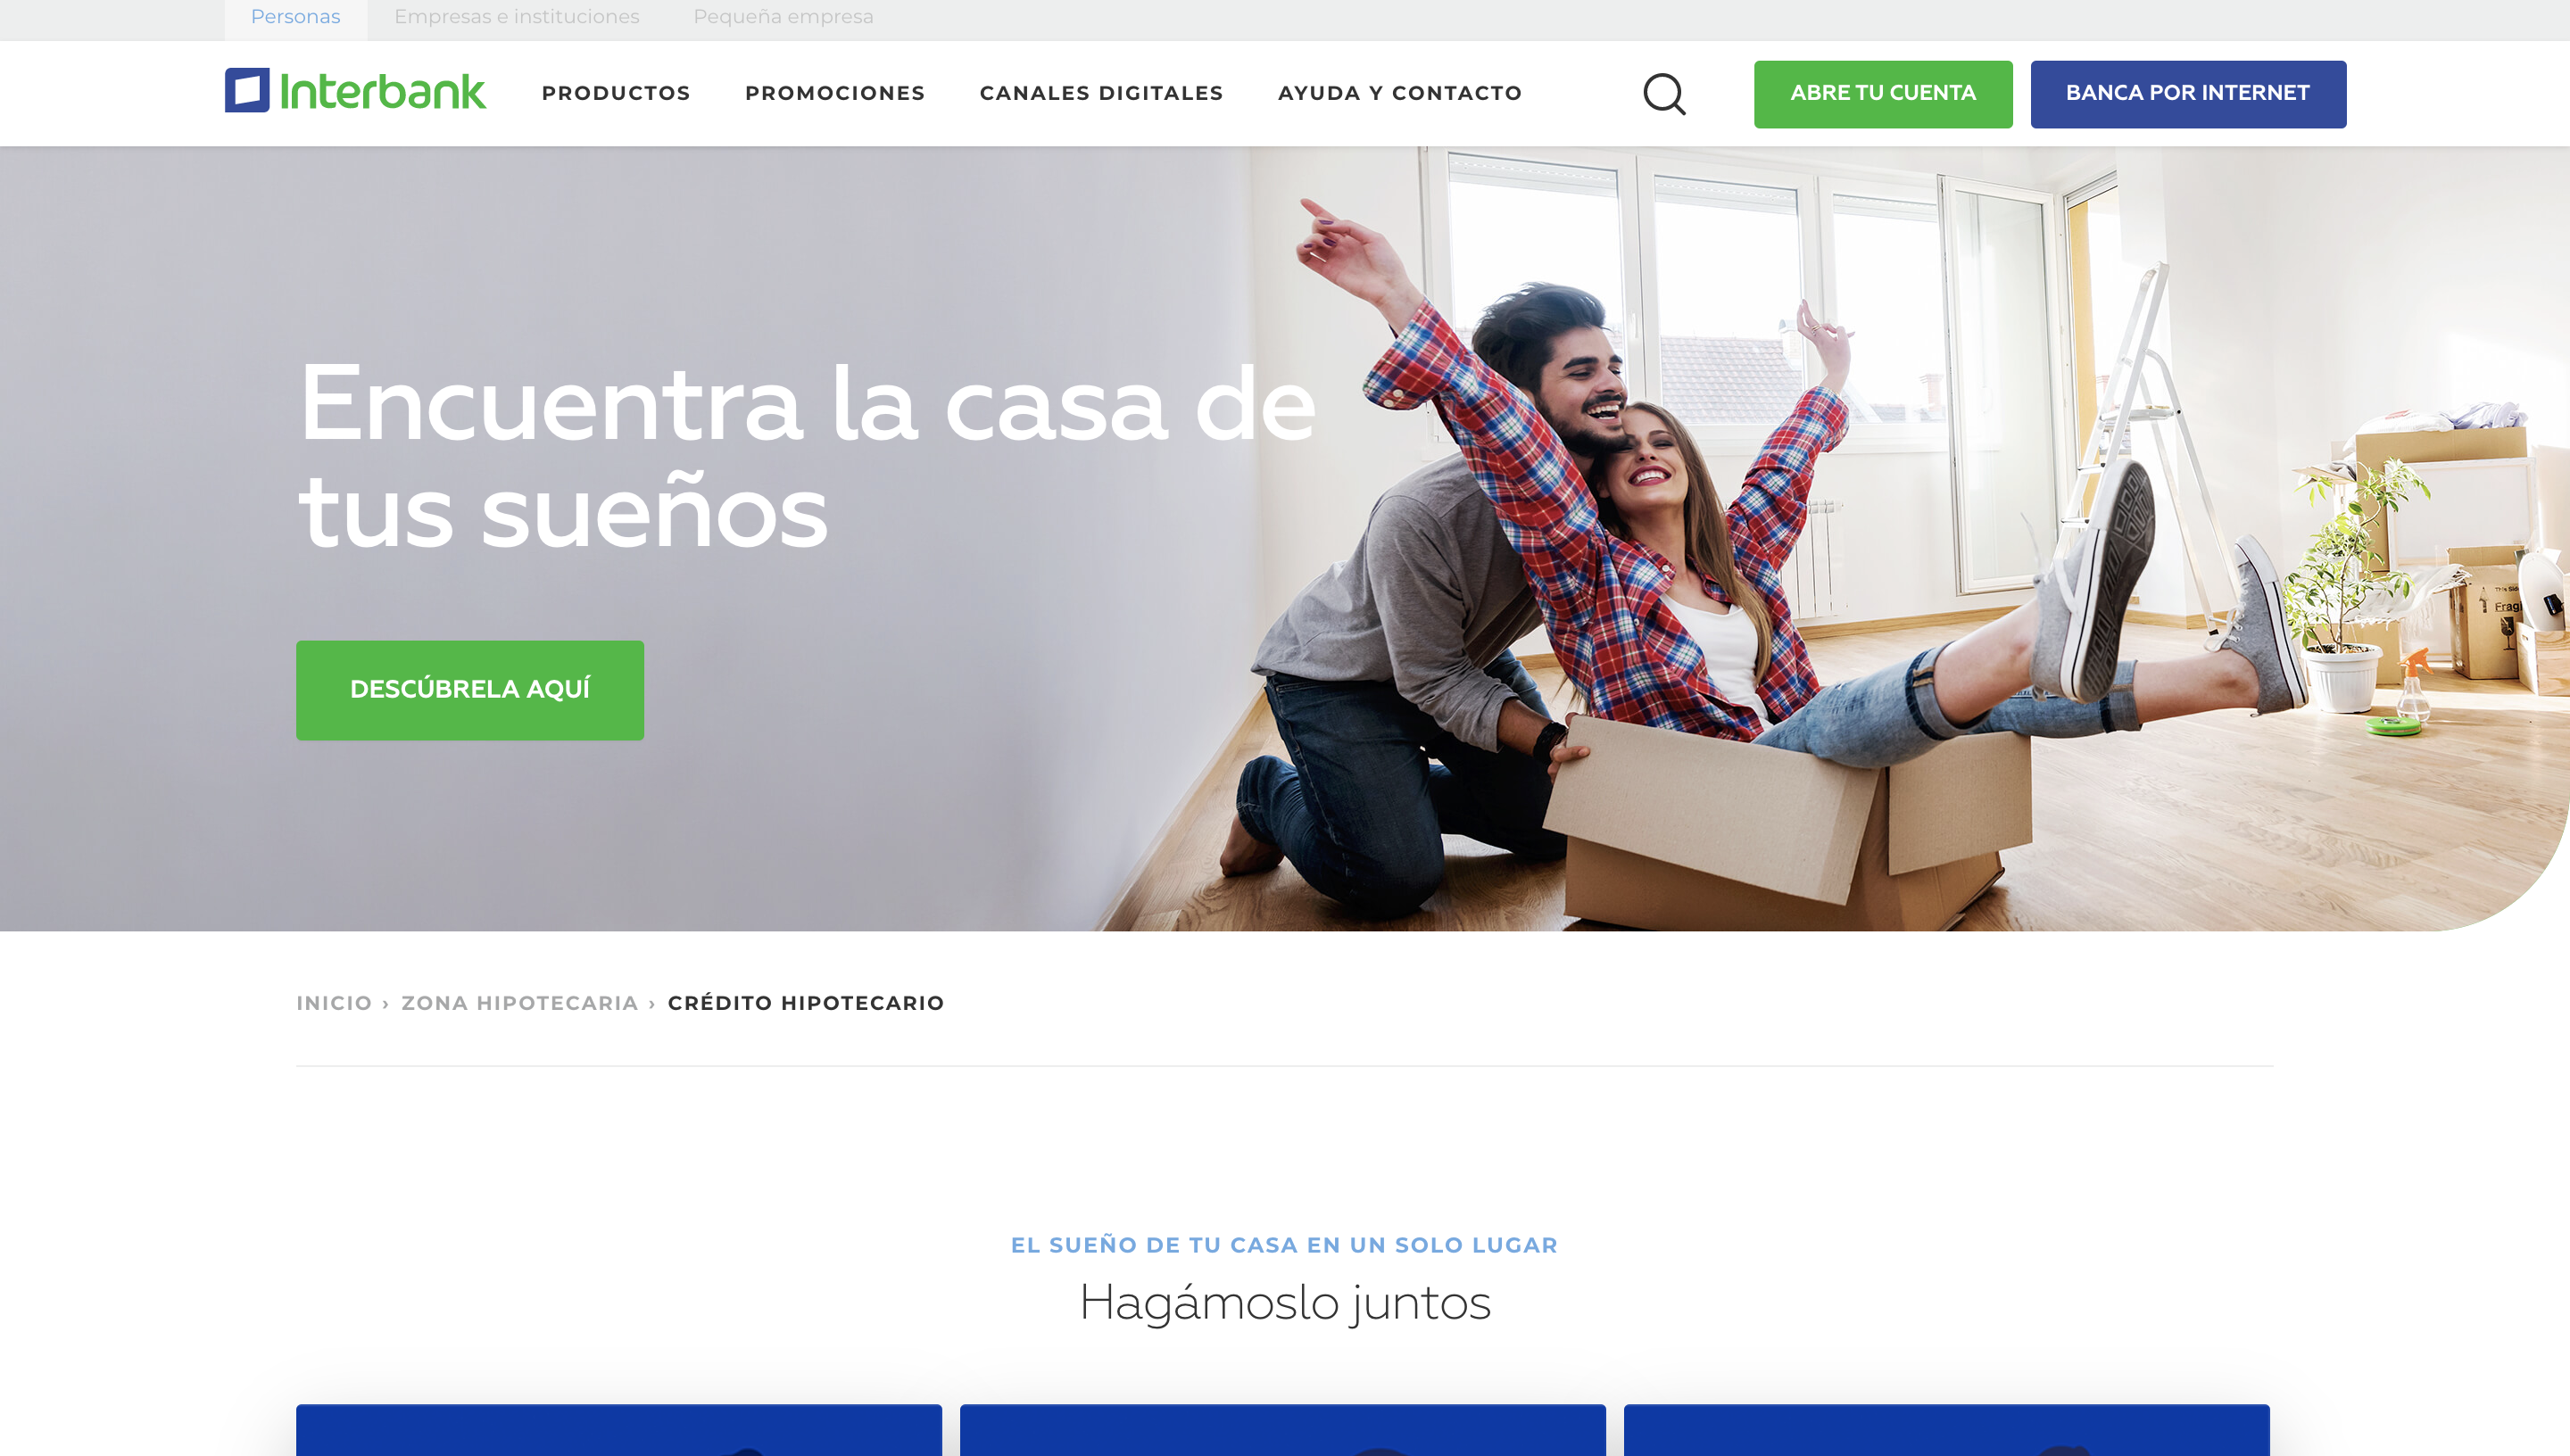 Personas
Empresas e instituciones
Pequeña empresa
Interbank
PRODUCTOS
PROMOCIONES
CANALES DIGITALES
AYUDA Y CONTACTO
ABRE TU CUENTA
BANCA POR INTERNET
Encuentra la casa de
tus sueños
DESCÚBRELA AQUÍ
INICIO › ZONA HIPOTECARIA › CRÉDITO HIPOTECARIO
EL SUEÑO DE TU CASA EN UN SOLO LUGAR
Hagámoslo juntos